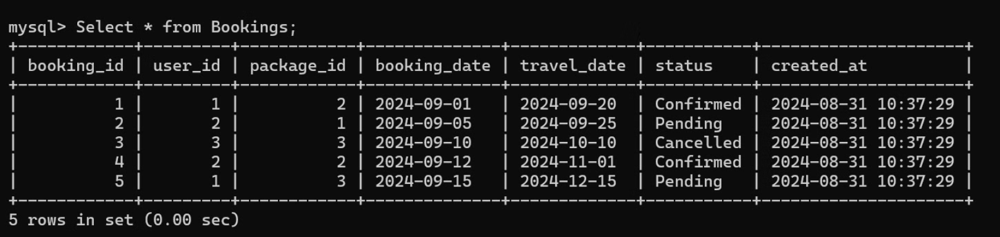 mysql> Select * from Bookings;
+------------+---------+------------+--------------+-------------+-----------+---------------------+
| booking_id | user_id | package_id | booking_date | travel_date | status    | created_at          |
+------------+---------+------------+--------------+-------------+-----------+---------------------+
|          1 |       1 |          2 | 2024-09-01   | 2024-09-20  | Confirmed | 2024-08-31 10:37:29 |
|          2 |       2 |          1 | 2024-09-05   | 2024-09-25  | Pending   | 2024-08-31 10:37:29 |
|          3 |       3 |          3 | 2024-09-10   | 2024-10-10  | Cancelled | 2024-08-31 10:37:29 |
|          4 |       2 |          2 | 2024-09-12   | 2024-11-01  | Confirmed | 2024-08-31 10:37:29 |
|          5 |       1 |          3 | 2024-09-15   | 2024-12-15  | Pending   | 2024-08-31 10:37:29 |
+------------+---------+------------+--------------+-------------+-----------+---------------------+
5 rows in set (0.00 sec)